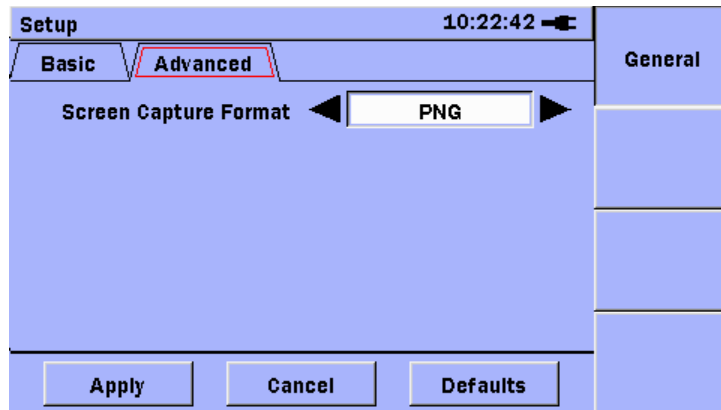 Setup 10:22:42
General
Basic Advanced
Screen Capture Format PNG
Apply Cancel Defaults